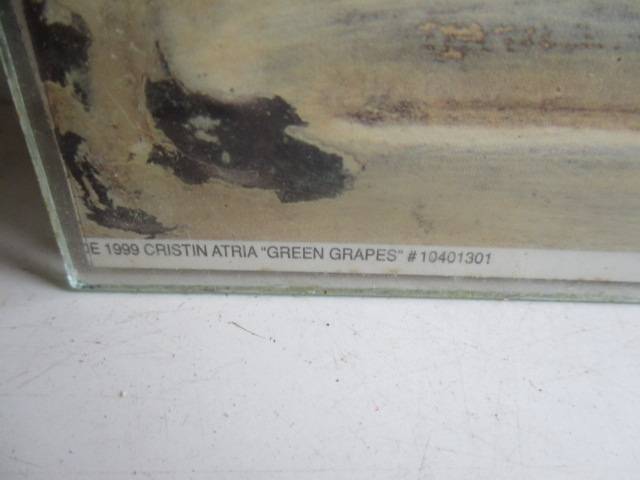 1999 CRISTIN ATRIA "GREEN GRAPES" #10401301